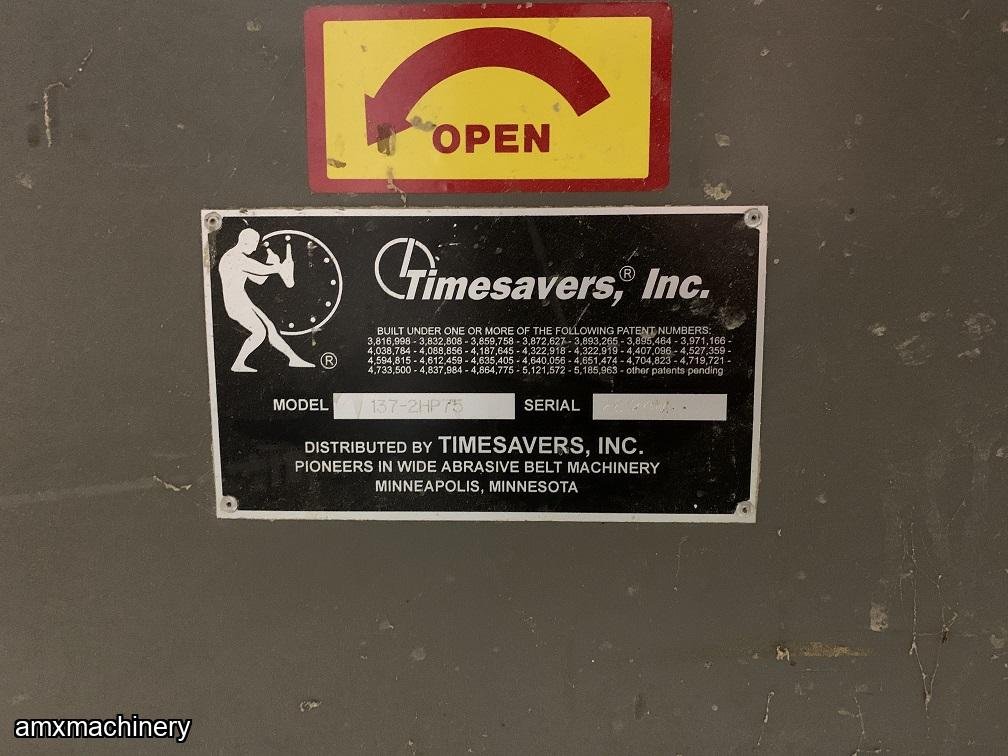 OPEN
Timesavers,® Inc.
BUILT UNDER ONE OR MORE OF THE FOLLOWING PATENT NUMBERS:
3,816,998 - 3,832,808 - 3,859,758 - 3,872,627 - 3,893,265 - 3,895,464 - 3,971,166 -
4,038,784 - 4,088,856 - 4,187,645 - 4,322,918 - 4,322,919 - 4,407,096 - 4,527,359 -
4,594,815 - 4,612,459 - 4,635,405 - 4,640,056 - 4,651,474 - 4,704,823 - 4,719,721 -
4,733,500 - 4,837,984 - 4,864,775 - 5,121,572 - 5,185,963 - other patents pending
®
MODEL 137-2HP75 SERIAL
DISTRIBUTED BY TIMESAVERS, INC.
PIONEERS IN WIDE ABRASIVE BELT MACHINERY
MINNEAPOLIS, MINNESOTA
amxmachinery